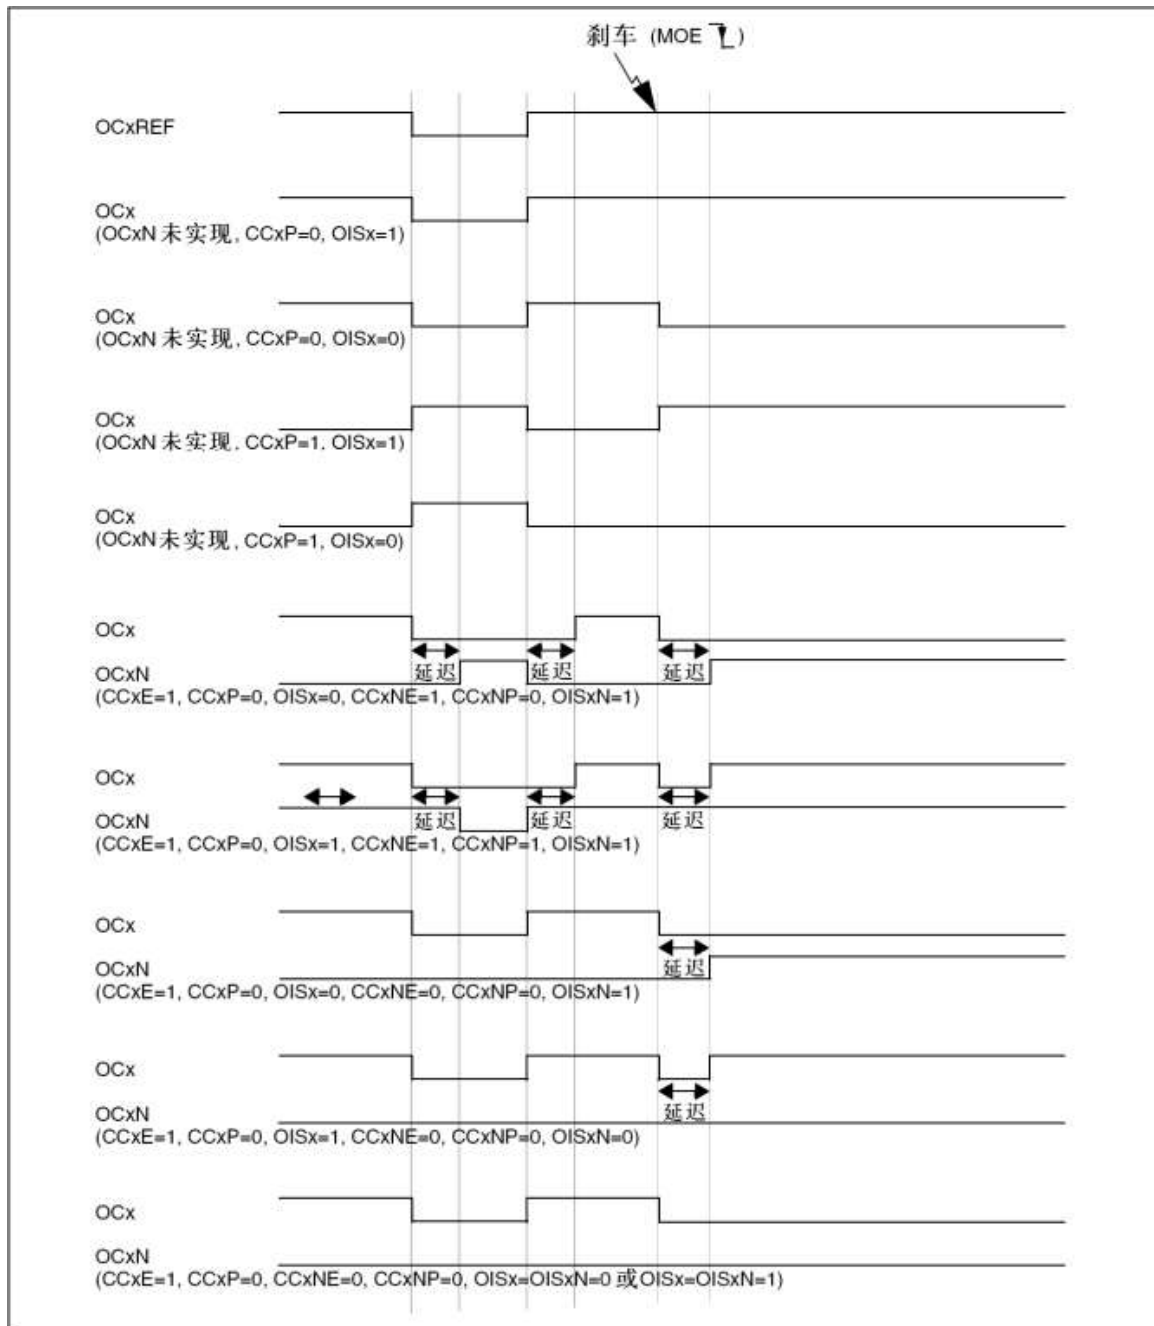 刹车 (MOE )
OCxREF
OCx
(OCxN 未实现, CCxP=0, OISx=1)
OCx
(OCxN 未实现, CCxP=0, OISx=0)
OCx
(OCxN 未实现, CCxP=1, OISx=1)
OCx
(OCxN 未实现, CCxP=1, OISx=0)
OCx
延迟 延迟 延迟
OCxN
(CCxE=1, CCxP=0, OISx=0, CCxNE=1, CCxNP=0, OISxN=1)
OCx
延迟 延迟 延迟
OCxN
(CCxE=1, CCxP=0, OISx=1, CCxNE=1, CCxNP=1, OISxN=1)
OCx
延迟
OCxN
(CCxE=1, CCxP=0, OISx=0, CCxNE=0, CCxNP=0, OISxN=1)
OCx
延迟
OCxN
(CCxE=1, CCxP=0, OISx=1, CCxNE=0, CCxNP=0, OISxN=0)
OCx
OCxN
(CCxE=1, CCxP=0, CCxNE=0, CCxNP=0, OISx=OISxN=0 或OISx=OISxN=1)